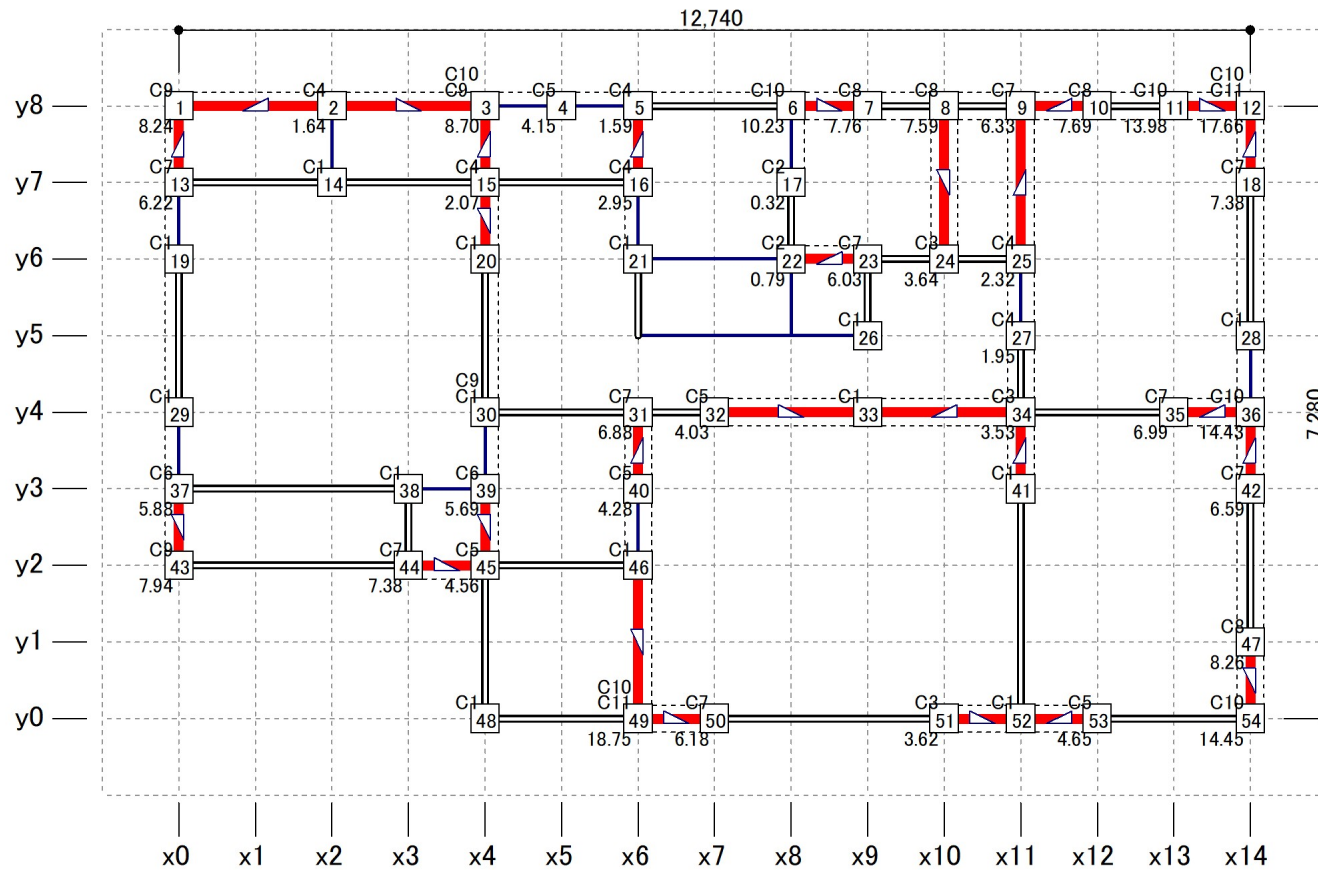 12,740
C10 C10
C9 C4 C9 C5 C4 C10 C8 C8 C7 C8 C10 C11
y8 1 2 3 4 5 6 7 8 9 10 11 12
8.24 1.64 8.70 4.15 1.59 10.23 7.76 7.59 6.33 7.69 13.98 17.66
C7 C1 C4 C4 C2 C7
y7 13 14 15 16 17 18
6.22 2.07 2.95 0.32 7.38
C1 C1 C1 C2 C7 C3 C4
y6 19 20 21 22 23 24 25
0.79 6.03 3.64 2.32
C1 C4 C1
y5 26 27 28
1.95
C9
C1 C1 C7 C5 C1 C3 C7 C10
y4 29 30 31 32 33 34 35 36
6.88 4.03 3.53 6.99 14.43
7,280
C6 C1 C6 C5 C1 C7
y3 37 38 39 40 41 42
5.88 5.69 4.28 6.59
C9 C7 C5 C1
y2 43 44 45 46
7.94 7.38 4.56
C8
y1 47
8.26
C10
C1 C11 C7 C3 C1 C5 C10
y0 48 49 50 51 52 53 54
18.75 6.18 3.62 4.65 14.45
x0 x1 x2 x3 x4 x5 x6 x7 x8 x9 x10 x11 x12 x13 x14